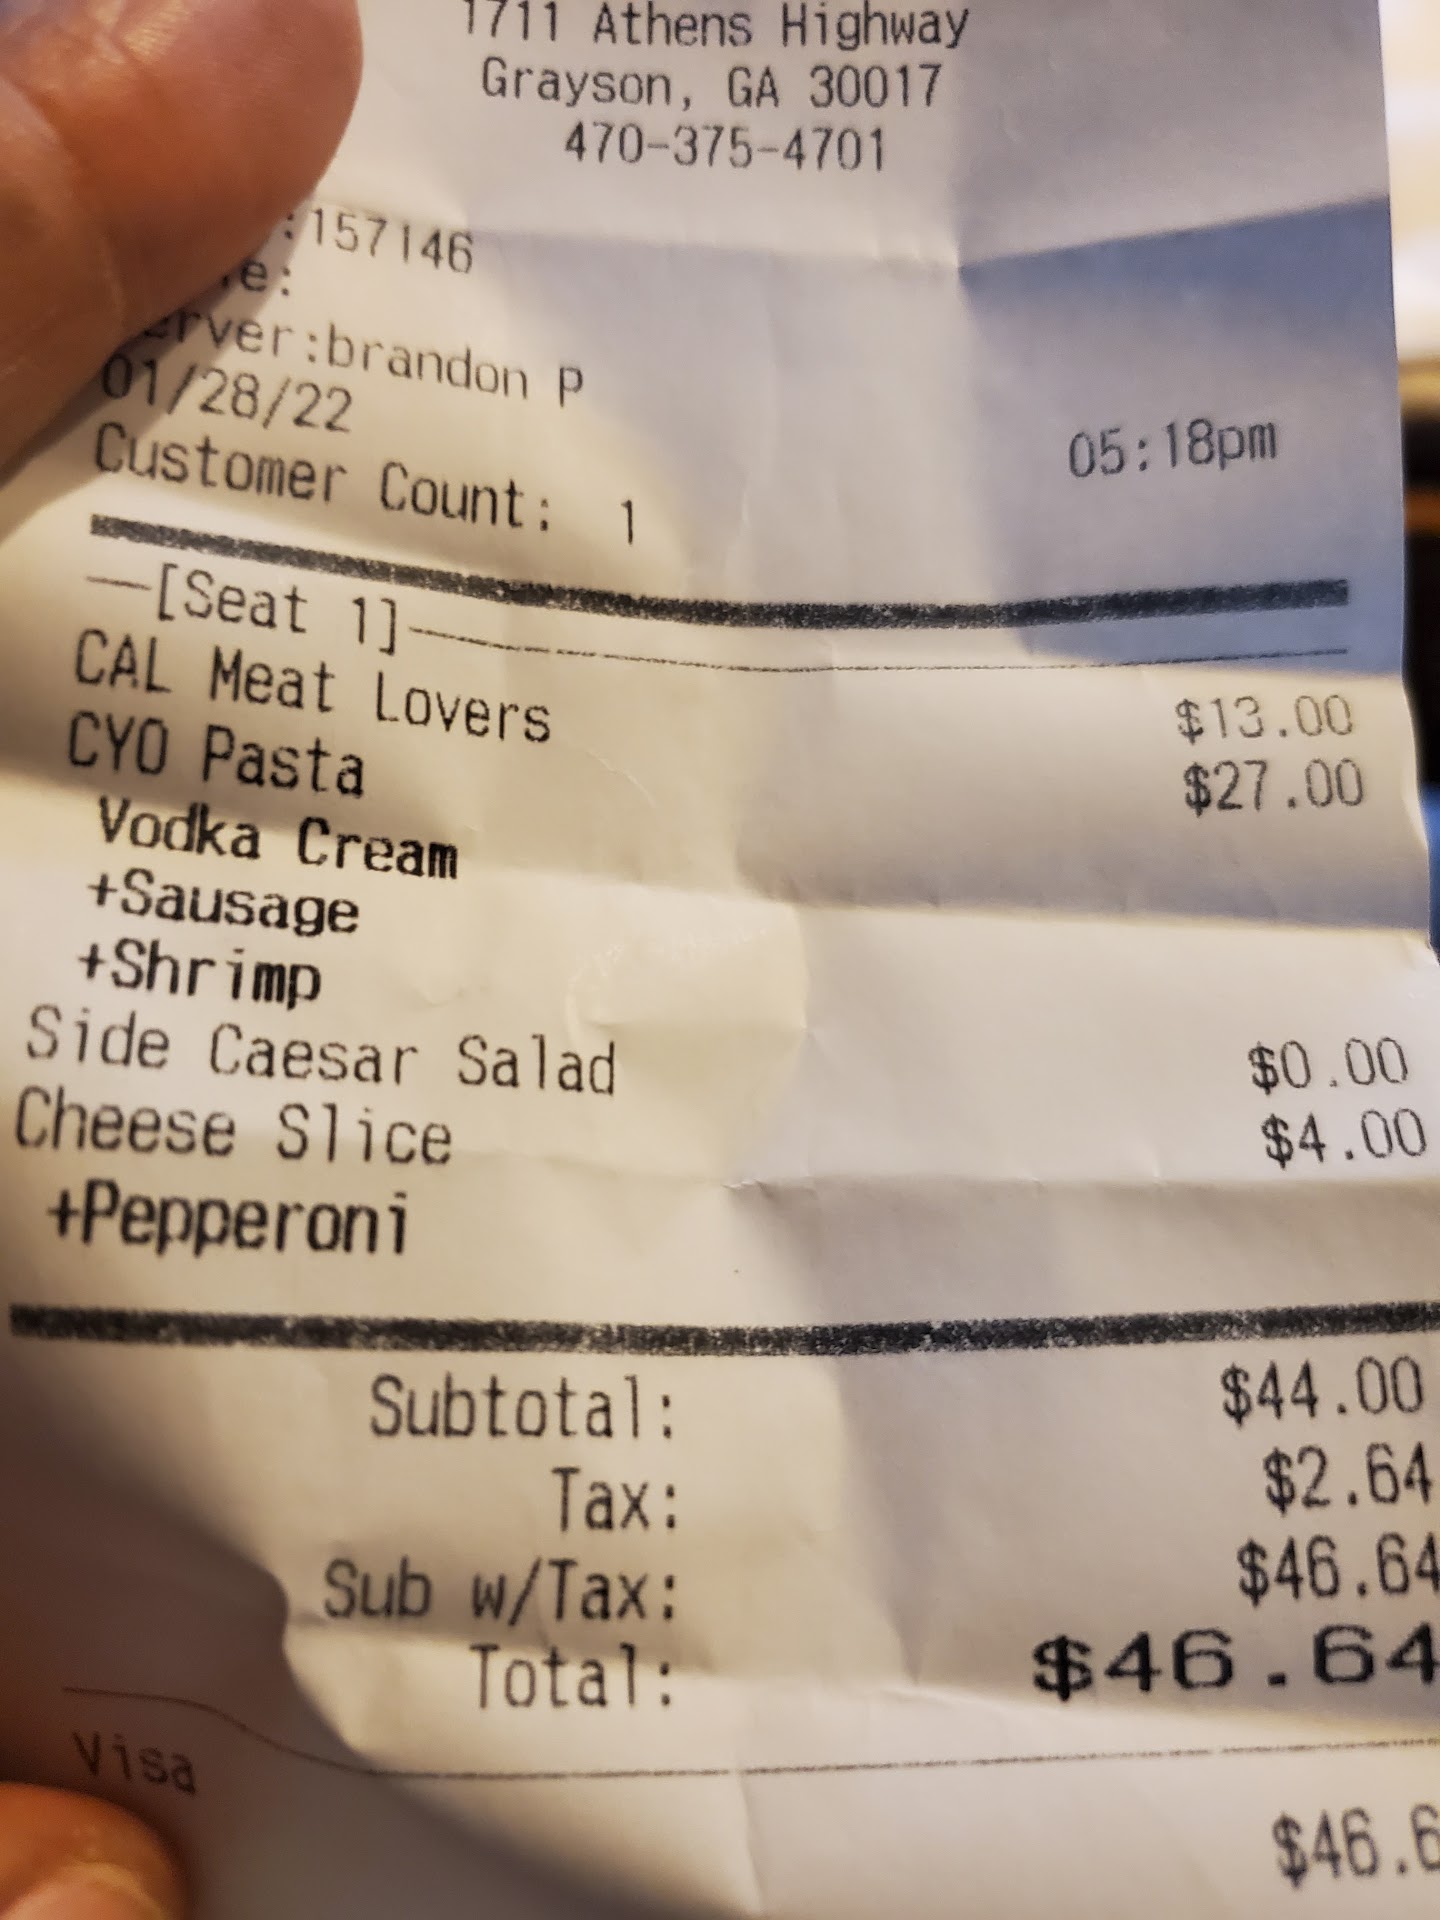 1711 Athens Highway
Grayson, GA 30017
470-375-4701
:157146
e:
erver:brandon P
01/28/22 05:18pm
Customer Count: 1
[Seat 1]
CAL Meat Lovers $13.00
CYO Pasta $27.00
Vodka Cream
+Sausage
+Shrimp
Side Caesar Salad $0.00
Cheese Slice $4.00
+Pepperoni
Subtotal: $44.00
Tax: $2.64
Sub w/Tax: $46.64
Total: $46.64
Visa $46.6